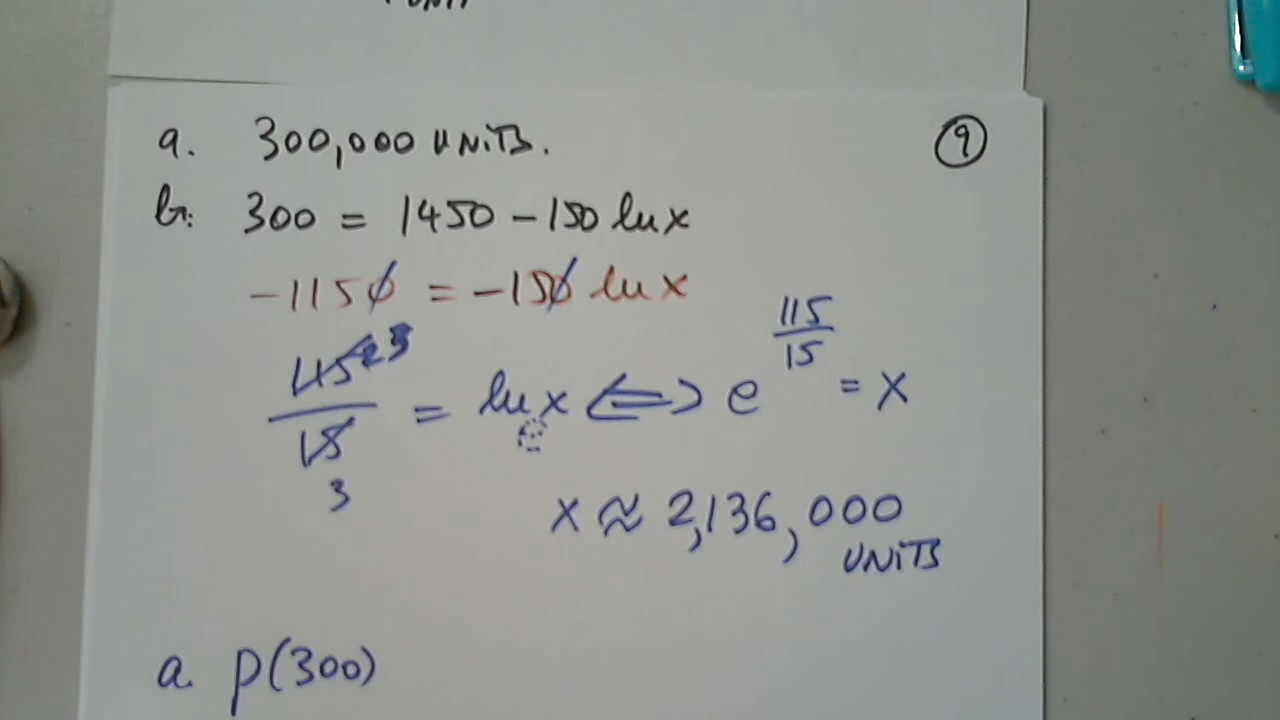 a. 300,000 UNITS.
9
b. 300 = 1450 - 150 ln x
-1150 = -150 ln x
115 23 / 15 3 = ln x ⟺ e^(115/15) = x
x ≈ 2,136,000
UNITS
a. p(300)